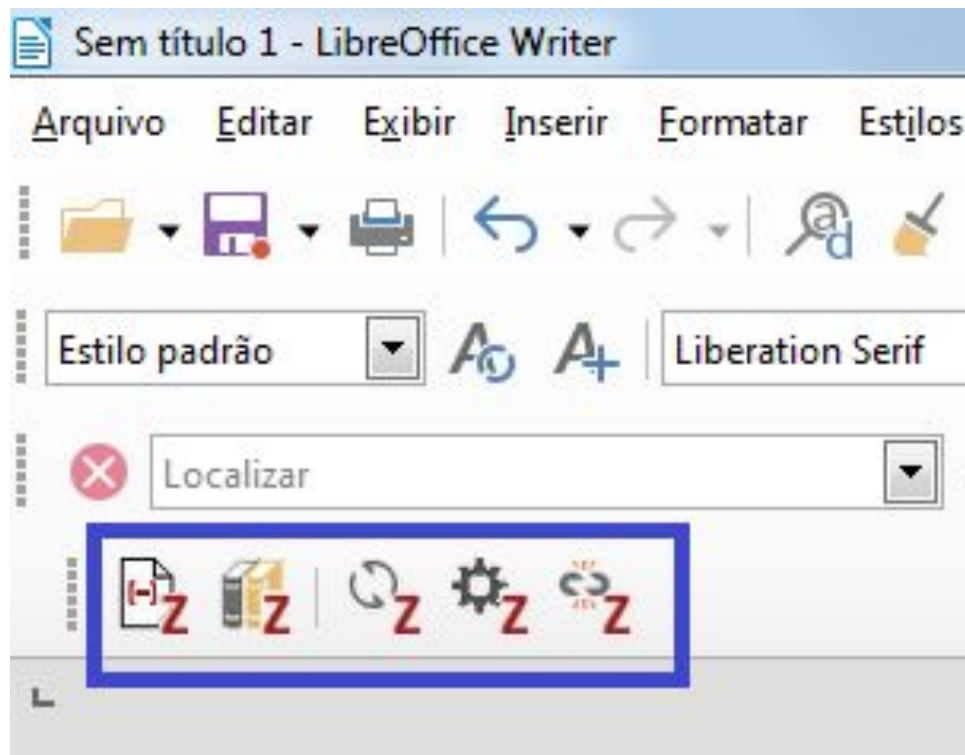 Sem título 1 - LibreOffice Writer
Arquivo Editar Exibir Inserir Formatar Estilos
Estilo padrão Liberation Serif
Localizar
Z Z Z Z Z